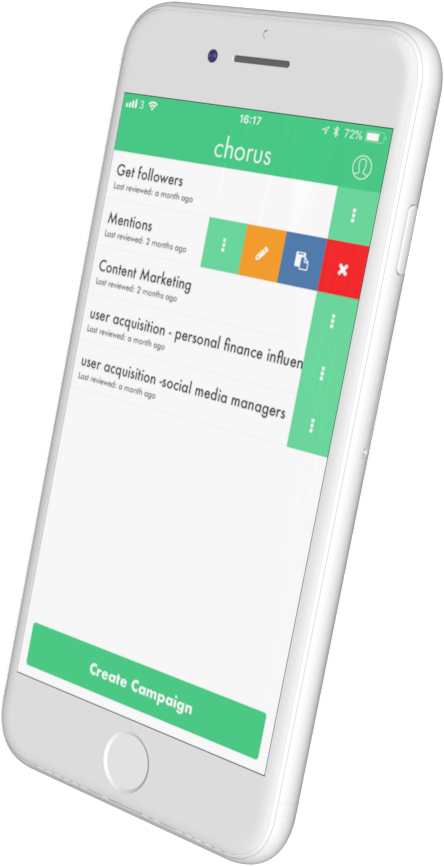 3
16:17
72%
chorus
Get followers
Last reviewed: a month ago
Mentions
Last reviewed: 2 months ago
Content Marketing
Last reviewed: 2 months ago
user acquisition - personal finance influen
Last reviewed: a month ago
user acquisition -social media managers
Last reviewed: a month ago
Create Campaign